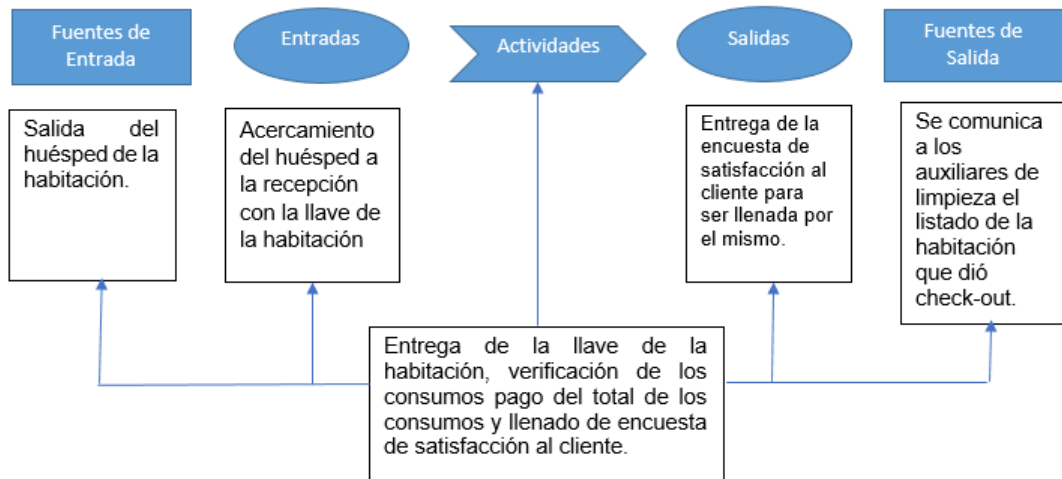 Fuentes de
Entrada
Entradas
Actividades
Salidas
Fuentes de
Salida
Salida del
huésped de la
habitación.
Acercamiento
del huésped a
la recepción
con la llave de
la habitación
Entrega de la
encuesta de
satisfacción al
cliente para
ser llenada por
el mismo.
Se comunica
a los
auxiliares de
limpieza el
listado de la
habitación
que dió
check-out.
Entrega de la llave de la
habitación, verificación de los
consumos pago del total de los
consumos y llenado de encuesta
de satisfacción al cliente.